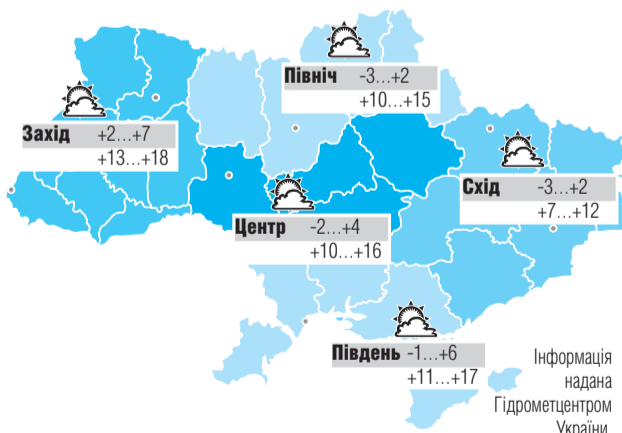 Північ -3...+2
+10...+15
Захід +2...+7
+13...+18
Схід -3...+2
+7...+12
Центр -2...+4
+10...+16
Південь -1...+6
+11...+17
Інформація
надана
Гідрометцентром
України.